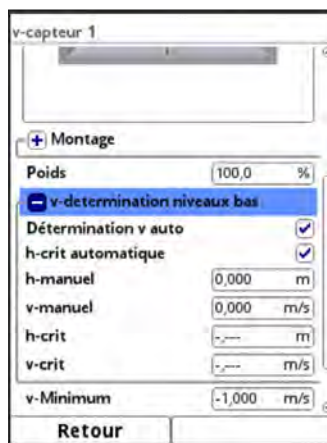 v-capteur 1
Montage
Poids 100,0 %
v-determination niveaux bas
Détermination v auto
h-crit automatique
h-manuel 0,000 m
v-manuel 0,000 m/s
h-crit -,--- m
v-crit -,--- m/s
v-Minimum -1,000 m/s
Retour